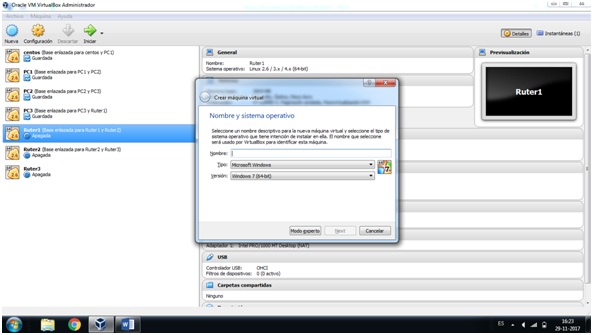 Oracle VM VirtualBox Administrador
Archivo Máquina Ayuda
Nueva Configuración Descartar Iniciar
Detalles Instantáneas (1)
centos (Base enlazada para centos y PC1)
Guardada
PC1 (Base enlazada para PC1 y PC2)
Guardada
PC2 (Base enlazada para PC2 y PC3)
Guardada
PC3 (Base enlazada para PC3 y Ruter1)
Guardada
Ruter1 (Base enlazada para Ruter1 y Ruter2)
Apagada
Ruter2 (Base enlazada para Ruter2 y Ruter3)
Apagada
Ruter3
Apagada
General
Nombre: Ruter1
Sistema operativo: Linux 2.6 / 3.x / 4.x (64-bit)
Previsualización
Ruter1
Crear máquina virtual
Nombre y sistema operativo
Seleccione un nombre descriptivo para la nueva máquina virtual y seleccione el tipo de
sistema operativo que tiene intención de instalar en ella. El nombre que seleccione
será usado por VirtualBox para identificar esta máquina.
Nombre:
Tipo: Microsoft Windows
Versión: Windows 7 (64-bit)
Modo experto Next Cancelar
Adaptador 1: Intel PRO/1000 MT Desktop (NAT)
USB
Controlador USB: OHCI
Filtros de dispositivos: 0 (0 activo)
Carpetas compartidas
Ninguno
ES
16:23
29-11-2017